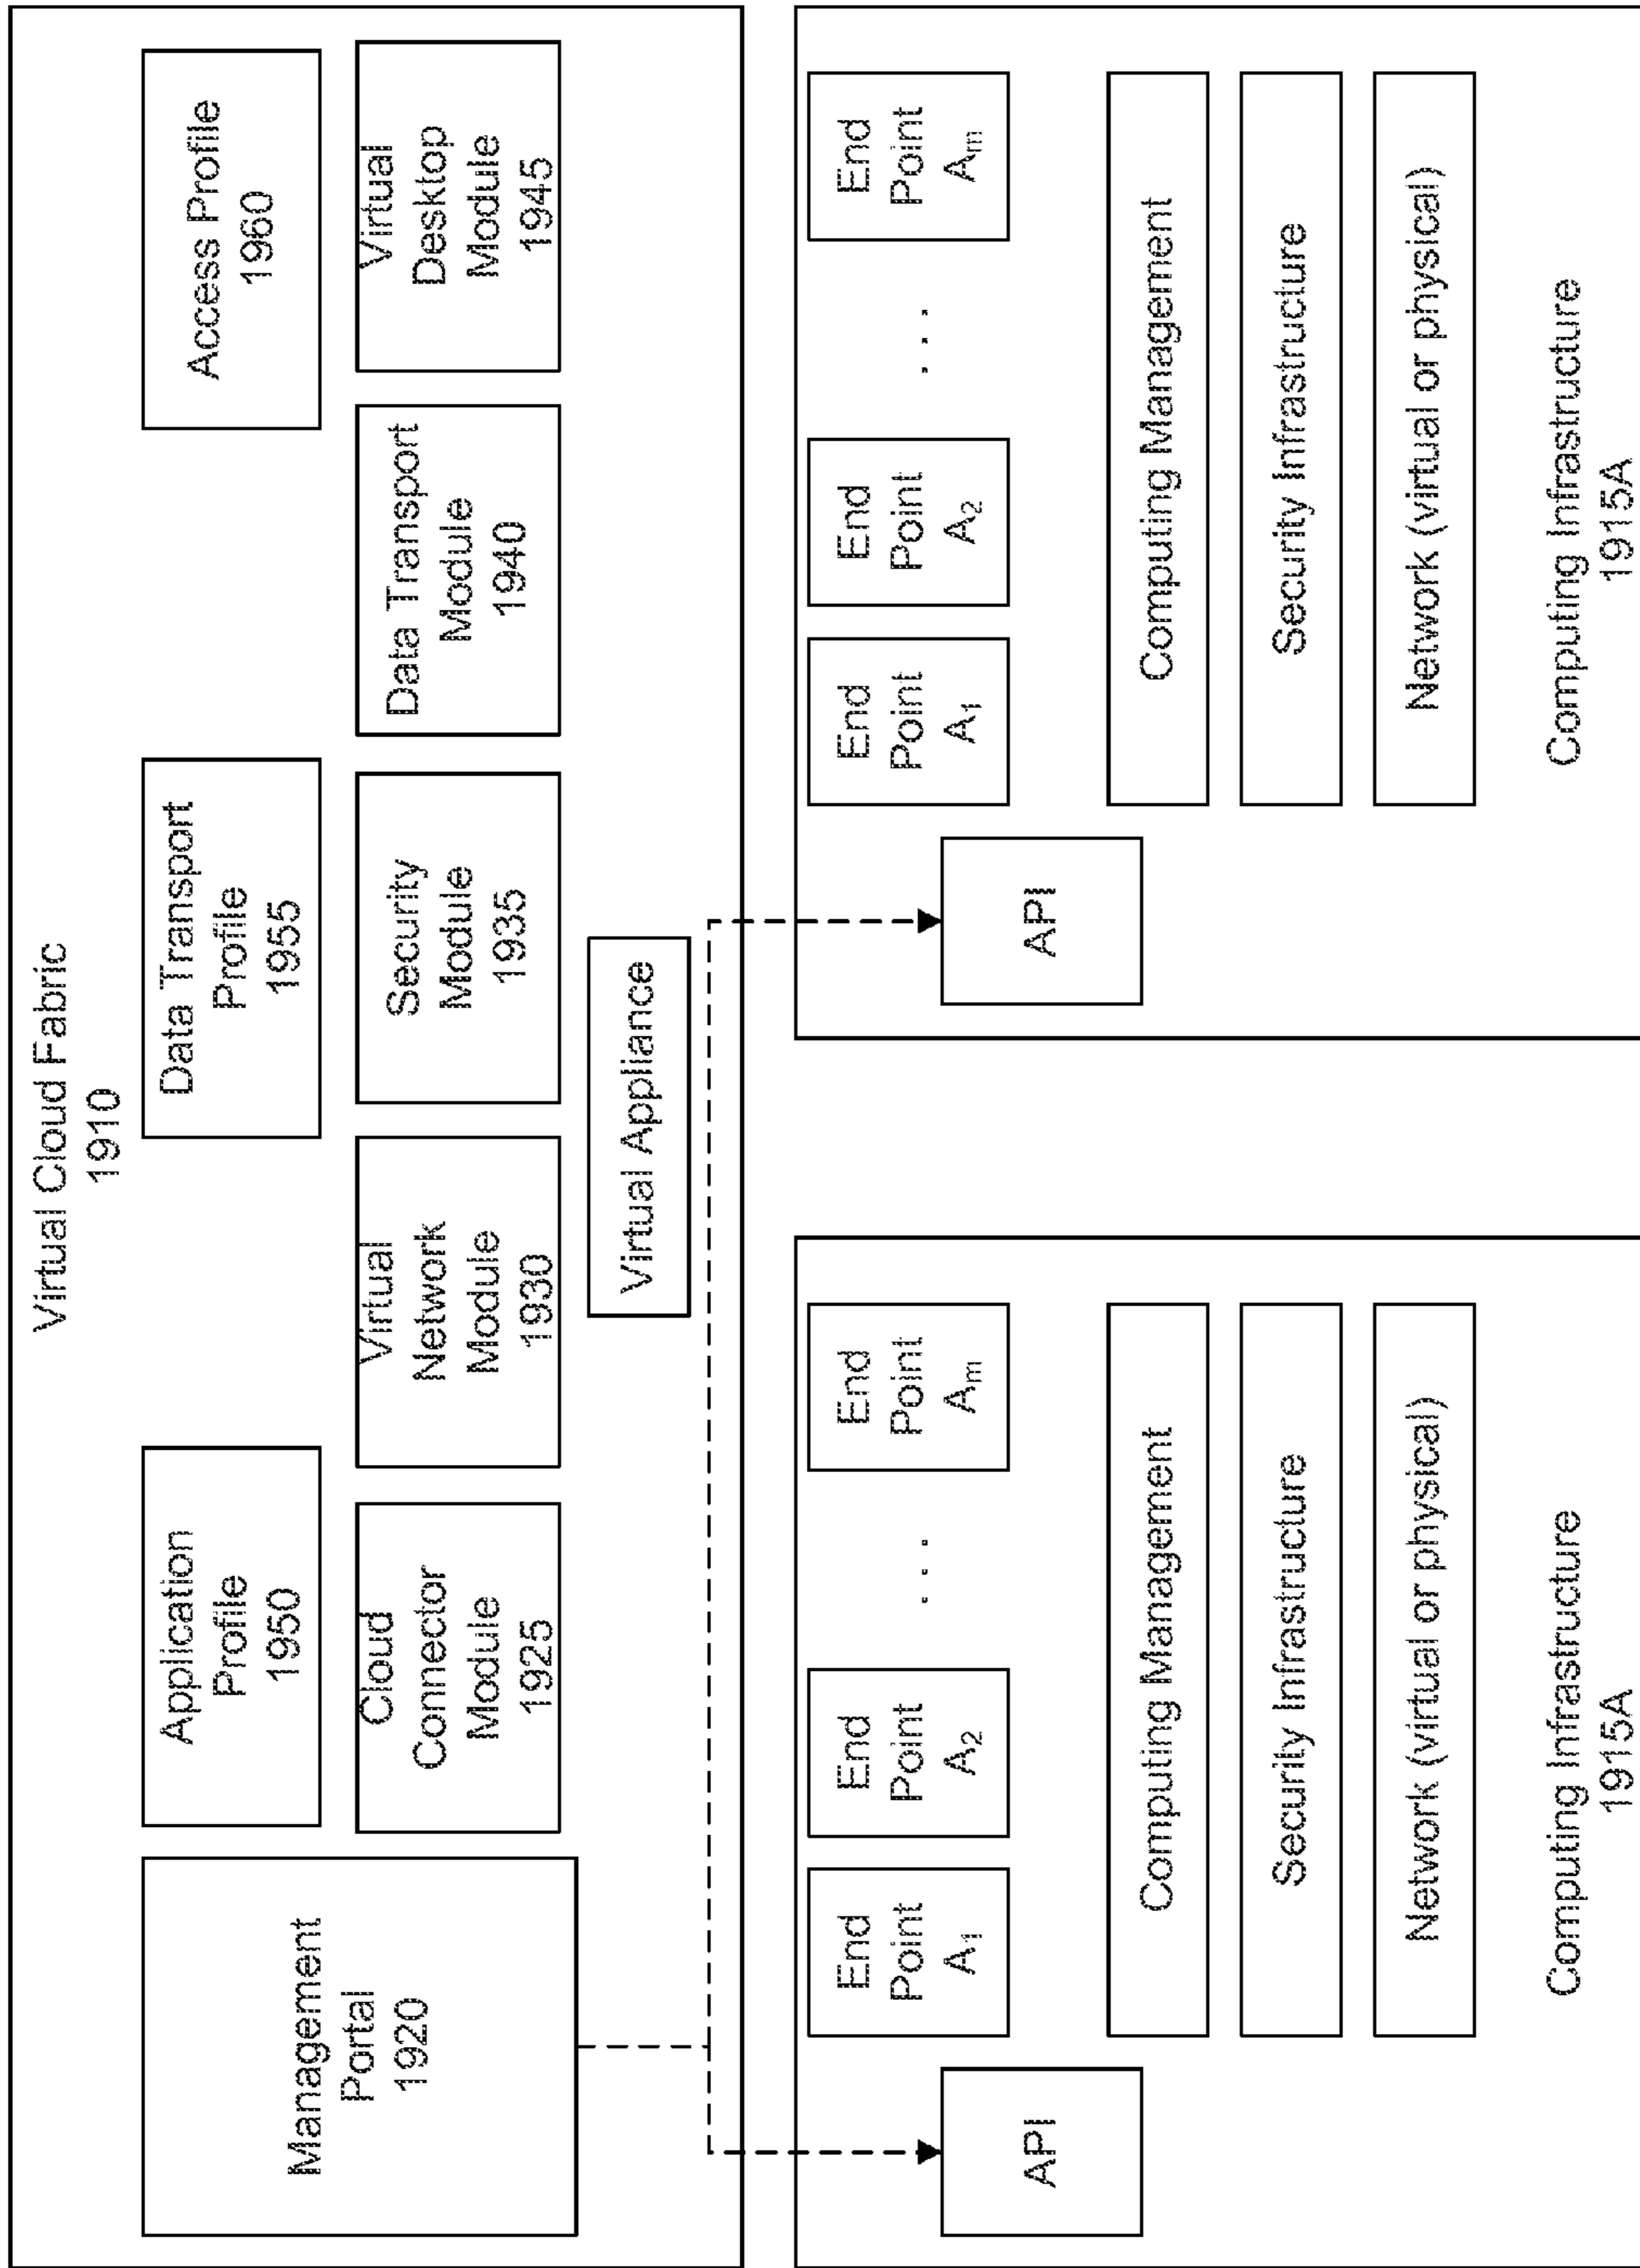 Virtual Cloud Fabric
1910
Management
Portal
1920
Application
Profile
1950
Data Transport
Profile
1955
Access Profile
1960
Cloud
Connector
Module
1925
Virtual
Network
Module
1930
Security
Module
1935
Data Transport
Module
1940
Virtual
Desktop
Module
1945
Virtual Appliance
API
End
Point
A₁
End
Point
A₂
. . .
End
Point
Aₘ
Computing Management
Security Infrastructure
Network (virtual or physical)
Computing Infrastructure
1915A
API
End
Point
A₁
End
Point
A₂
. . .
End
Point
Aₘ
Computing Management
Security Infrastructure
Network (virtual or physical)
Computing Infrastructure
1915A